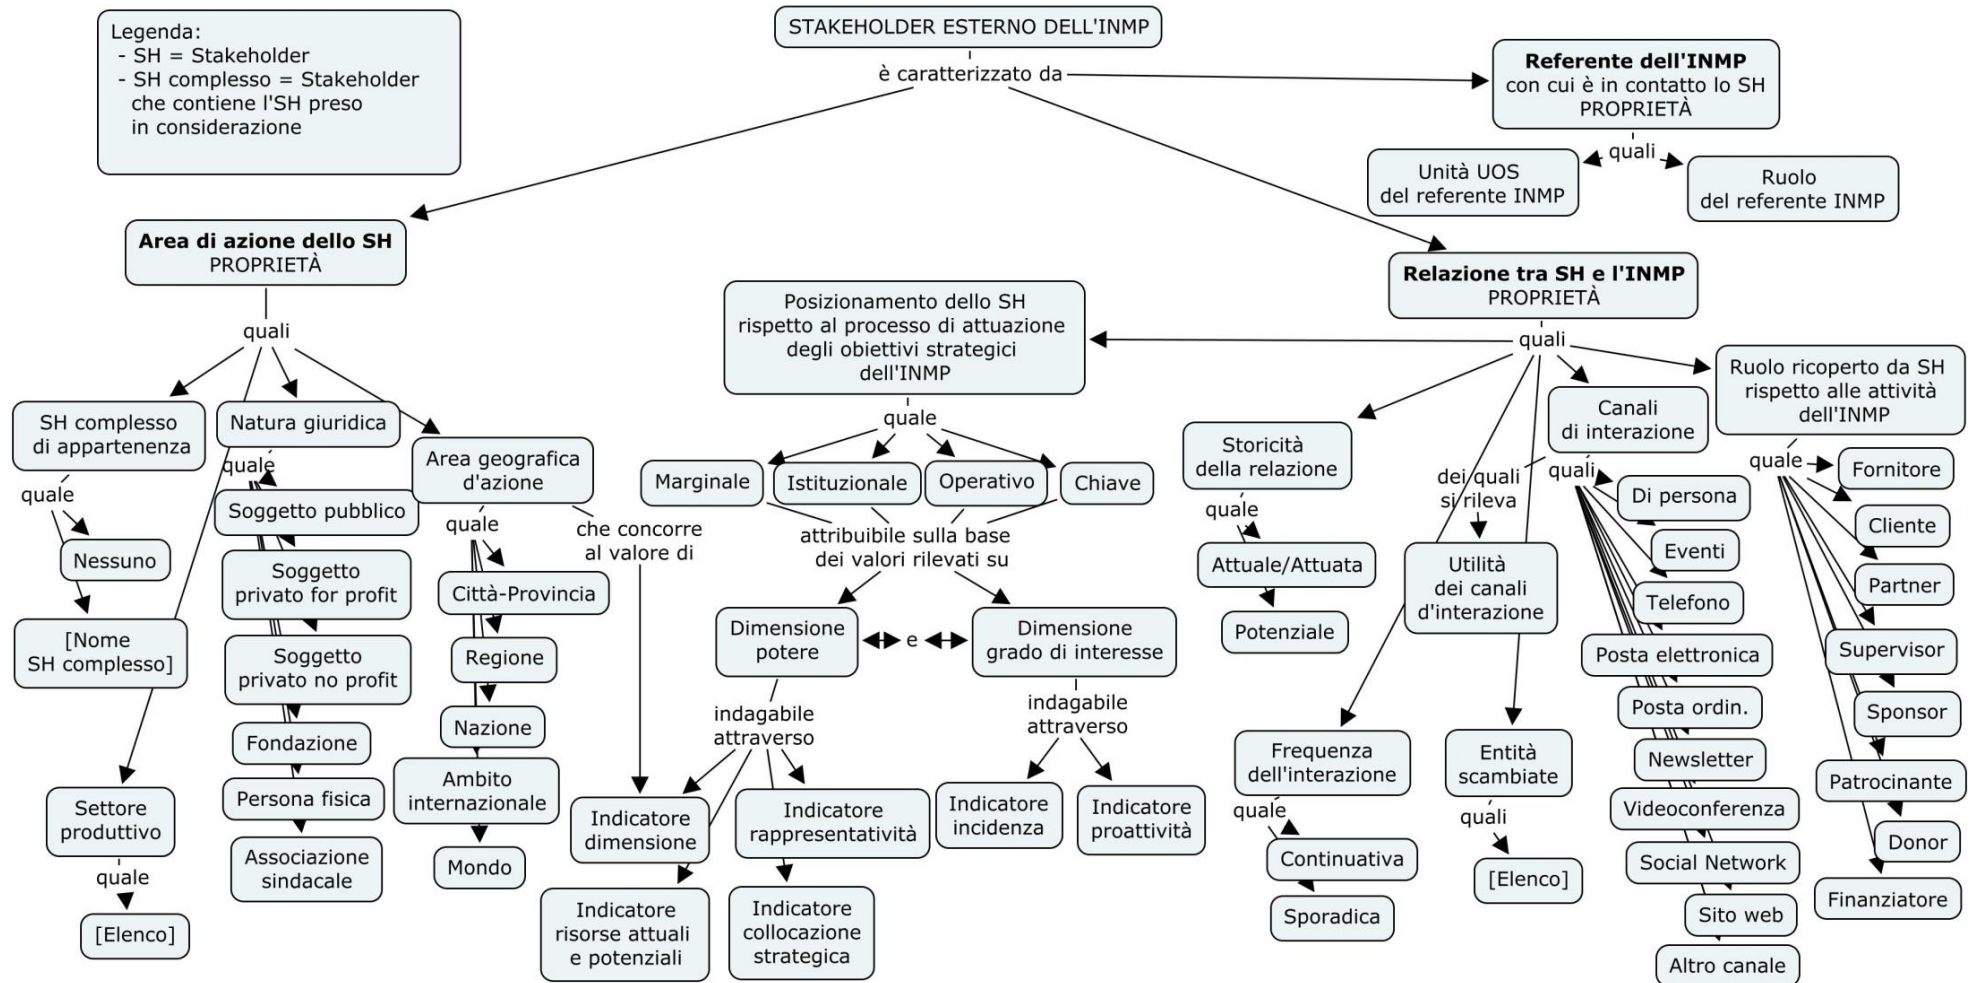 Legenda:
- SH = Stakeholder
- SH complesso = Stakeholder
che contiene l'SH preso
in considerazione
STAKEHOLDER ESTERNO DELL'INMP
è caratterizzato da
Referente dell'INMP
con cui è in contatto lo SH
PROPRIETÀ
quali
Unità UOS
del referente INMP
Ruolo
del referente INMP
Area di azione dello SH
PROPRIETÀ
quali
SH complesso
di appartenenza
quale
Nessuno
[Nome
SH complesso]
Settore
produttivo
quale
[Elenco]
Natura giuridica
quale
Soggetto pubblico
Soggetto
privato for profit
Soggetto
privato no profit
Fondazione
Persona fisica
Associazione
sindacale
Area geografica
d'azione
quale
Città-Provincia
Regione
Nazione
Ambito
internazionale
Mondo
che concorre
al valore di
Relazione tra SH e l'INMP
PROPRIETÀ
quali
Posizionamento dello SH
rispetto al processo di attuazione
degli obiettivi strategici
dell'INMP
quale
Marginale
Istituzionale
Operativo
Chiave
attribuibile sulla base
dei valori rilevati su
Dimensione
potere
e
Dimensione
grado di interesse
indagabile
attraverso
Indicatore
dimensione
Indicatore
rappresentatività
Indicatore
risorse attuali
e potenziali
Indicatore
collocazione
strategica
indagabile
attraverso
Indicatore
incidenza
Indicatore
proattività
Storicità
della relazione
quale
Attuale/Attuata
Potenziale
Frequenza
dell'interazione
quale
Continuativa
Sporadica
Entità
scambiate
quali
[Elenco]
Canali
di interazione
dei quali
si rileva
Utilità
dei canali
d'interazione
quali
Di persona
Eventi
Telefono
Posta elettronica
Posta ordin.
Newsletter
Videoconferenza
Social Network
Sito web
Altro canale
Ruolo ricoperto da SH
rispetto alle attività
dell'INMP
quale
Fornitore
Cliente
Partner
Supervisor
Sponsor
Patrocinante
Donor
Finanziatore